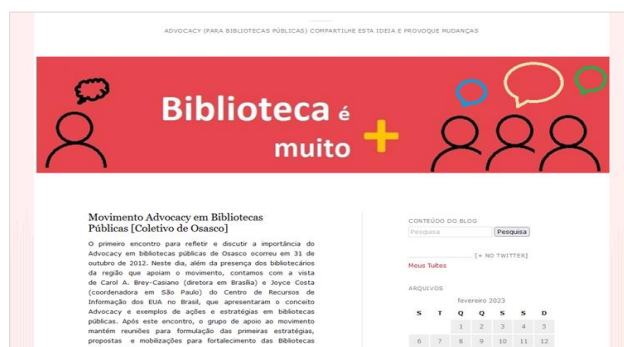 ADVOCACY (PARA BIBLIOTECAS PÚBLICAS) COMPARTILHE ESTA IDEIA E PROVOQUE MUDANÇAS
Biblioteca é
muito +
Movimento Advocacy em Bibliotecas
Públicas [Coletivo de Osasco]
O primeiro encontro para refletir e discutir a importância do
Advocacy em bibliotecas públicas de Osasco ocorreu em 31 de
outubro de 2012. Neste dia, além da presença dos bibliotecários
da região que apoiam o movimento, contamos com a vista
de Carol A. Brey-Casiano (diretora em Brasília) e Joyce Costa
(coordenadora em São Paulo) do Centro de Recursos de
Informação dos EUA no Brasil, que apresentaram o conceito
Advocacy e exemplos de ações e estratégias em bibliotecas
públicas. Após este encontro, o grupo de apoio ao movimento
mantém reuniões para formulação das primeiras estratégias,
propostas e mobilizações para fortalecimento das Bibliotecas
CONTEÚDO DO BLOG
Pesquisa Pesquisa
[+ NO TWITTER]
Meus Tuítes
ARQUIVOS
fevereiro 2023
S T Q Q S S D
1 2 3 4 5
6 7 8 9 10 11 12